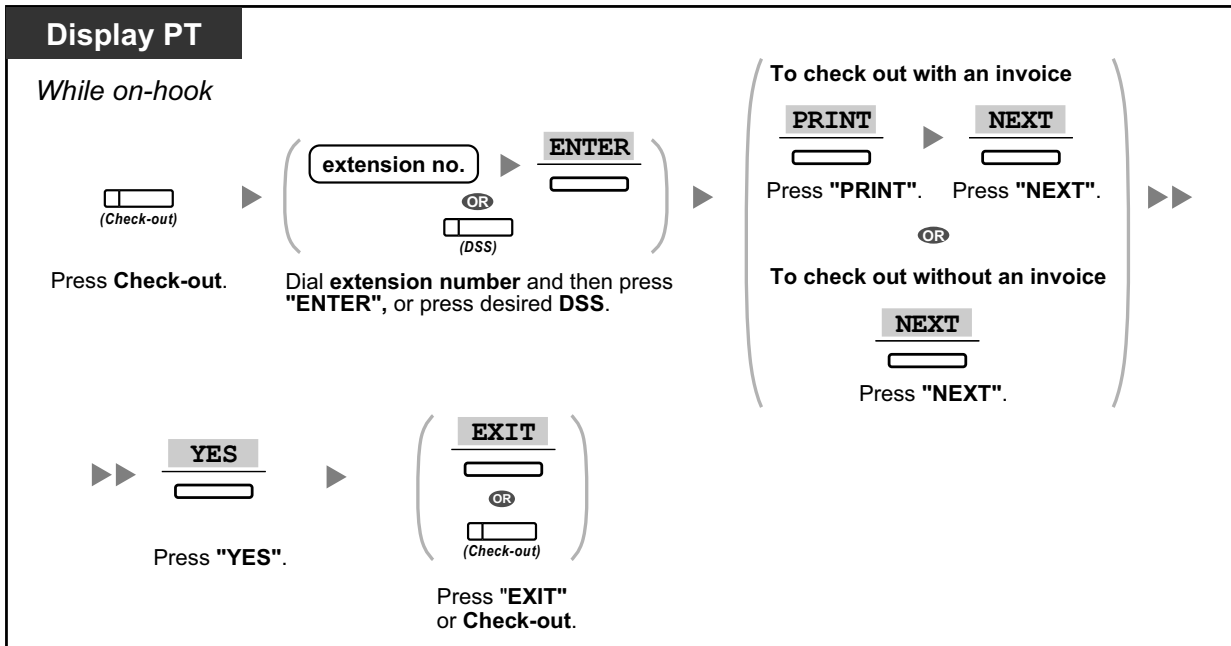 Display PT
While on-hook
(Check-out)
Press Check-out.
extension no.
ENTER
OR
(DSS)
Dial extension number and then press
"ENTER", or press desired DSS.
To check out with an invoice
PRINT
NEXT
Press "PRINT".
Press "NEXT".
OR
To check out without an invoice
NEXT
Press "NEXT".
YES
Press "YES".
EXIT
OR
(Check-out)
Press "EXIT"
or Check-out.